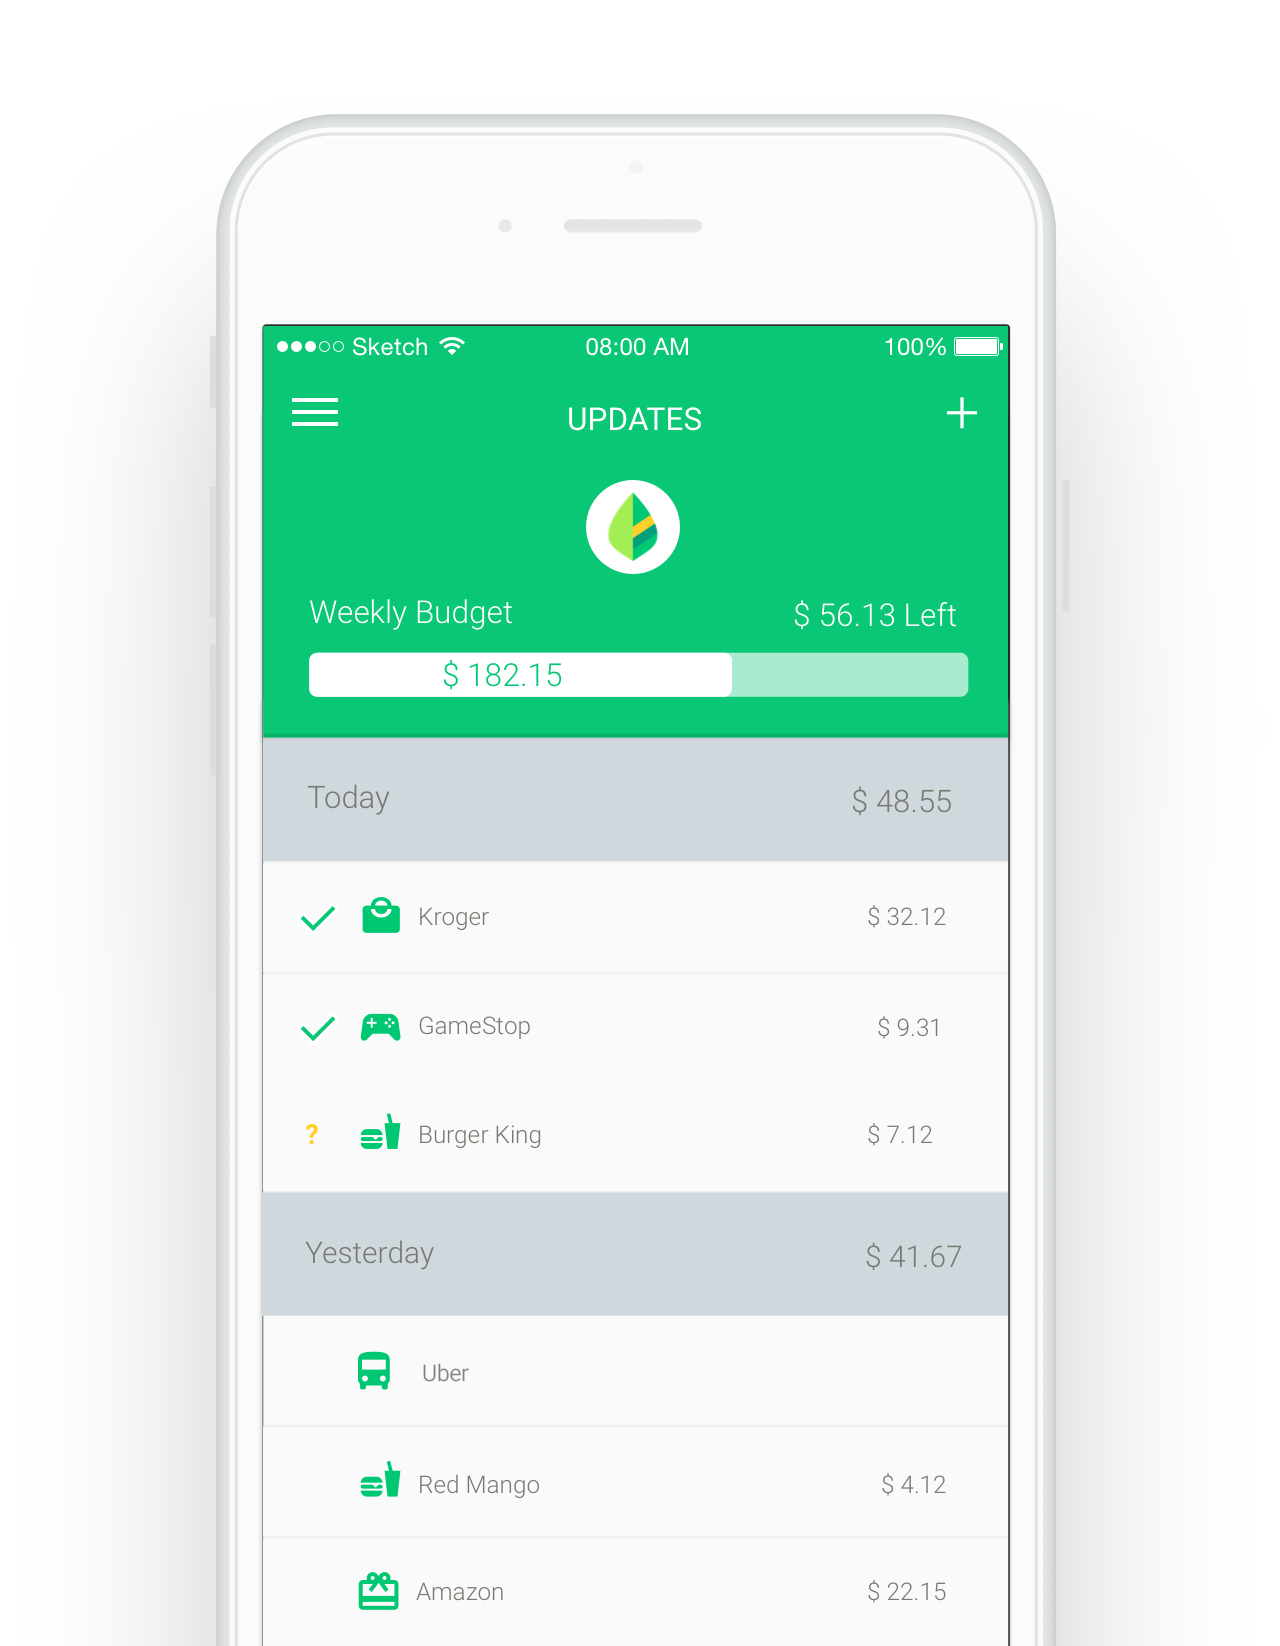 Sketch 08:00 AM 100%
UPDATES
Weekly Budget $ 56.13 Left
$ 182.15
Today $ 48.55
Kroger $ 32.12
GameStop $ 9.31
? Burger King $ 7.12
Yesterday $ 41.67
Uber
Red Mango $ 4.12
Amazon $ 22.15